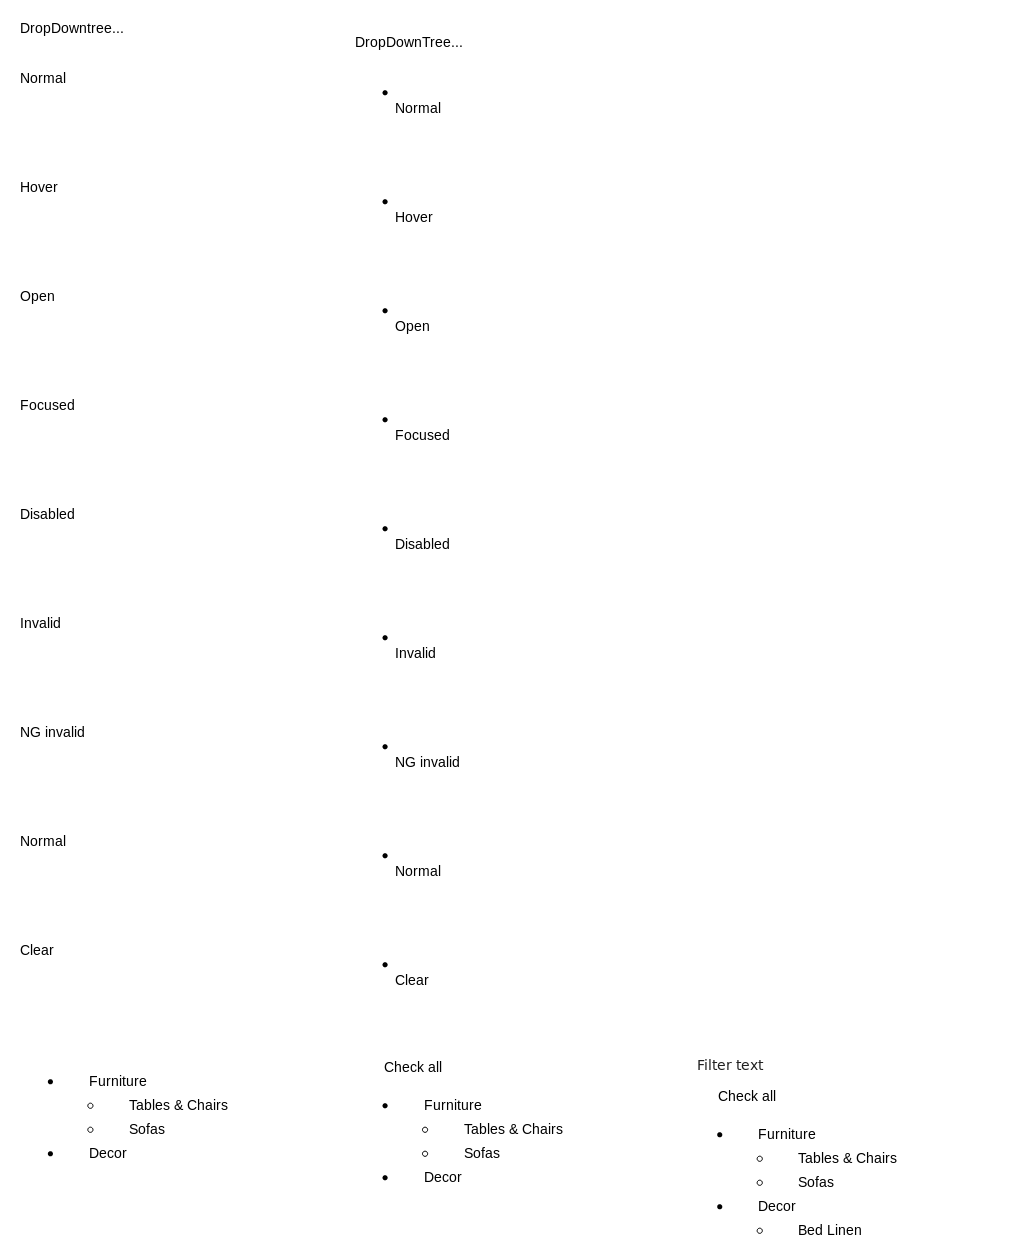 DropDowntree...
Normal
Hover
Open
Focused
Disabled
Invalid
NG invalid
Normal
Clear
DropDownTree...
Normal
Hover
Open
Focused
Disabled
Invalid
NG invalid
Normal
Clear
Furniture
Tables & Chairs
Sofas
Decor
Check all
Furniture
Tables & Chairs
Sofas
Decor
Filter text
Check all
Furniture
Tables & Chairs
Sofas
Decor
Bed Linen